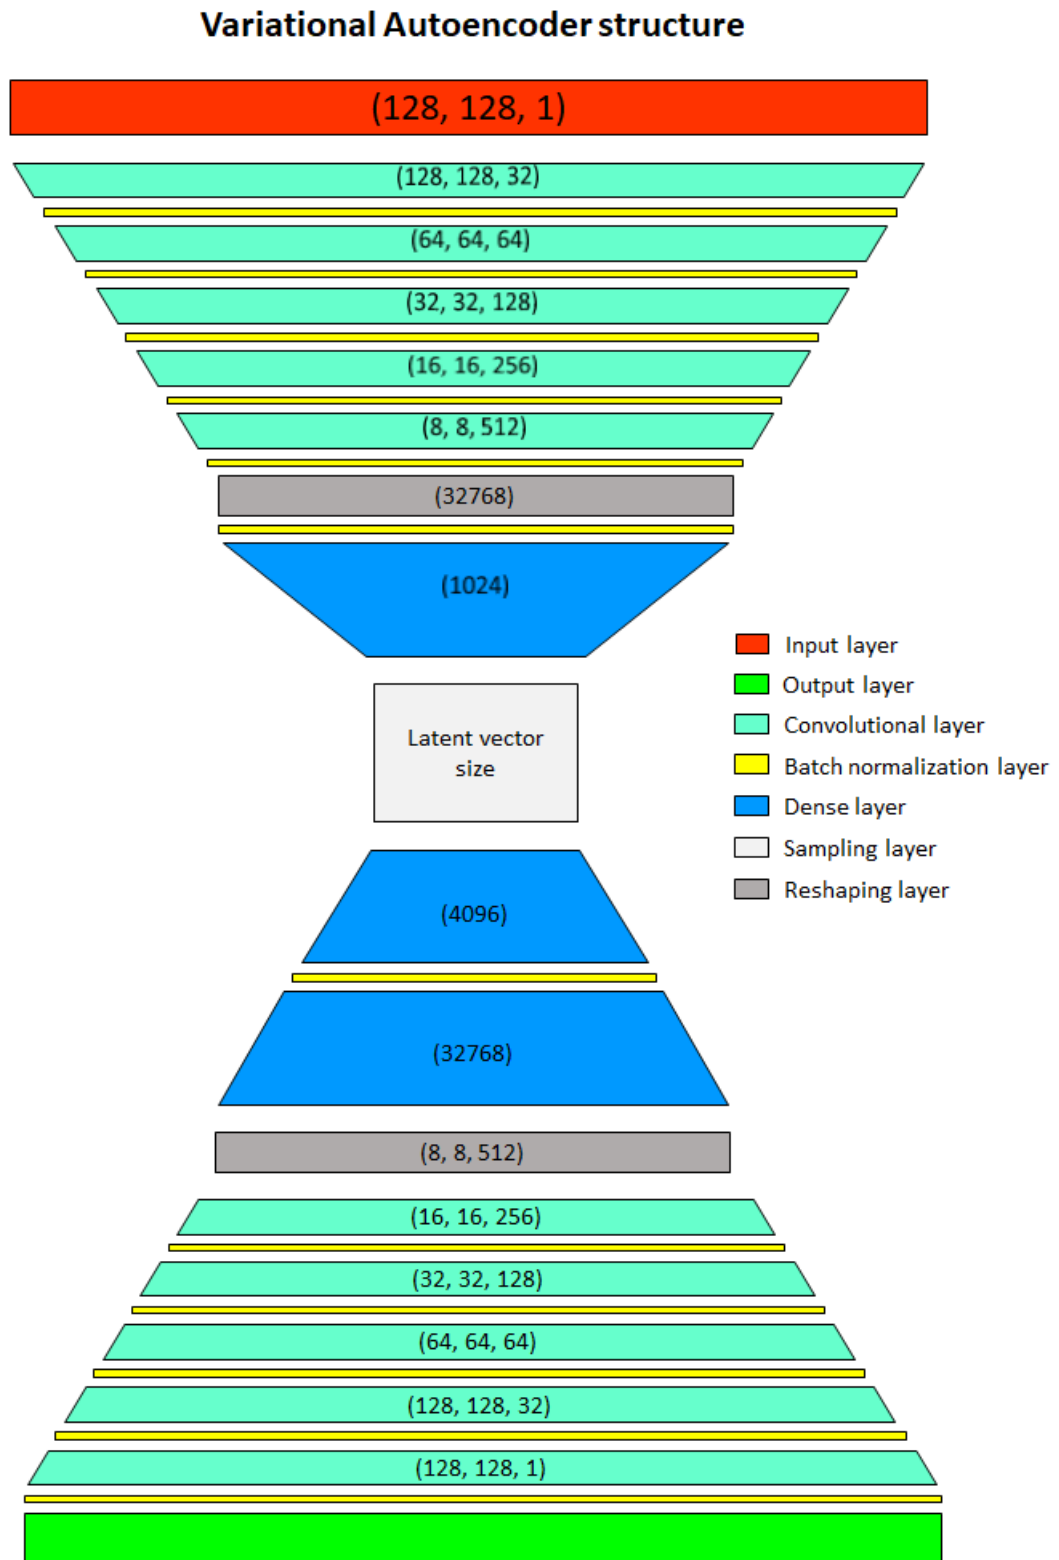 Variational Autoencoder structure
(128, 128, 1)
(128, 128, 32)
(64, 64, 64)
(32, 32, 128)
(16, 16, 256)
(8, 8, 512)
(32768)
(1024)
Latent vector
size
Input layer
Output layer
Convolutional layer
Batch normalization layer
Dense layer
Sampling layer
Reshaping layer
(4096)
(32768)
(8, 8, 512)
(16, 16, 256)
(32, 32, 128)
(64, 64, 64)
(128, 128, 32)
(128, 128, 1)